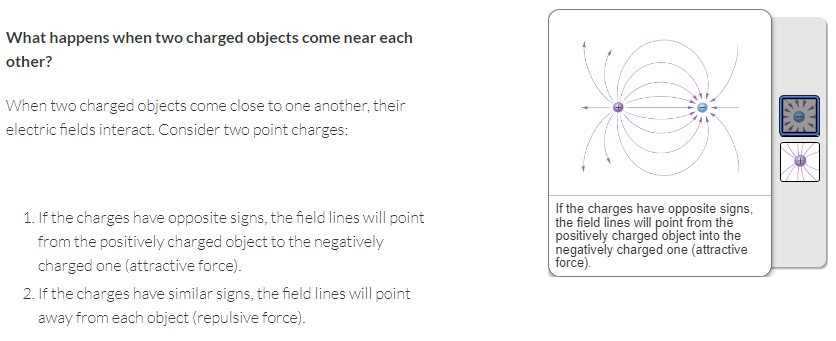 What happens when two charged objects come near each
other?
When two charged objects come close to one another, their
electric fields interact. Consider two point charges:
1. If the charges have opposite signs, the field lines will point
from the positively charged object to the negatively
charged one (attractive force).
2. If the charges have similar signs, the field lines will point
away from each object (repulsive force).
+
−
If the charges have opposite signs,
the field lines will point from the
positively charged object into the
negatively charged one (attractive
force).
−
+